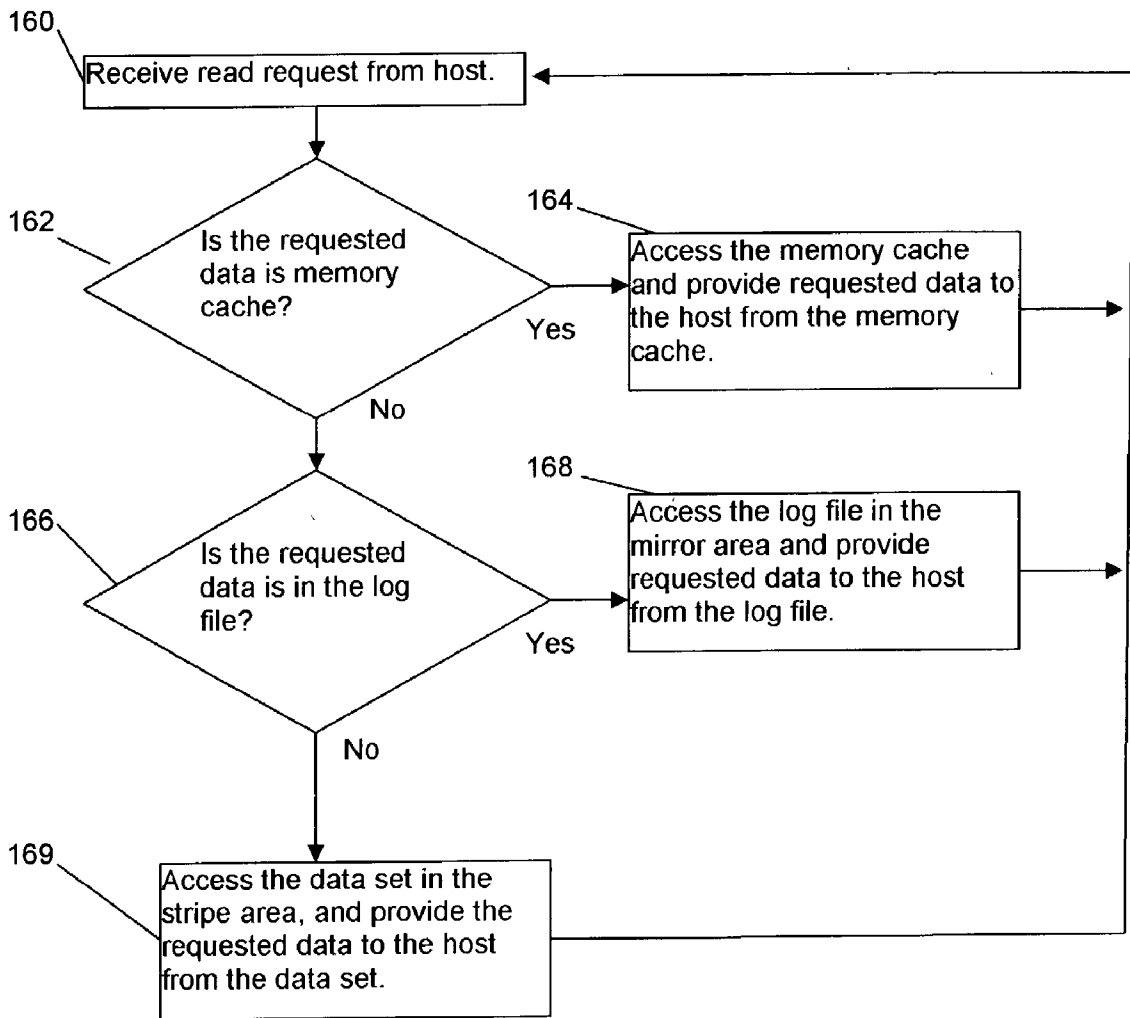 160
Receive read request from host.
162
Is the requested
data is memory
cache?
Yes
No
164
Access the memory cache
and provide requested data to
the host from the memory
cache.
166
Is the requested
data is in the log
file?
Yes
No
168
Access the log file in the
mirror area and provide
requested data to the host
from the log file.
169
Access the data set in the
stripe area, and provide the
requested data to the host
from the data set.